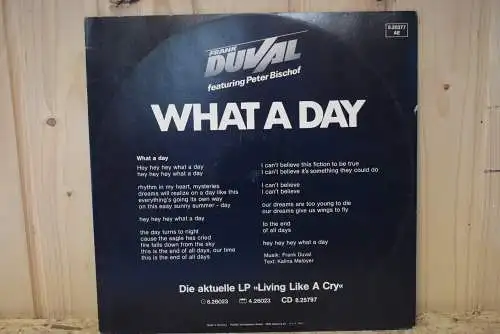 6.20377
AE
FRANK
DUVAL
featuring Peter Bischof
WHAT A DAY
What a day
Hey hey hey what a day
hey hey hey what a day
rhythm in my heart, mysteries
dreams will realize on a day like this
everything's going its own way
on this easy sunny summer - day
hey hey hey what a day
the day turns to night
cause the eagle has cried
fire falls down from the sky
this is the end of all days, our time
this is the end of all days
I can't believe this fiction to be true
I can't believe it's something they could do
I can't believe
I can't believe
our dreams are too young to die
our dreams give us wings to fly
to the end
of all days
hey hey hey what a day
Musik: Frank Duval
Text: Kalina Maloyer
Die aktuelle LP »Living Like A Cry«
6.26023 4.26023 CD 8.25797